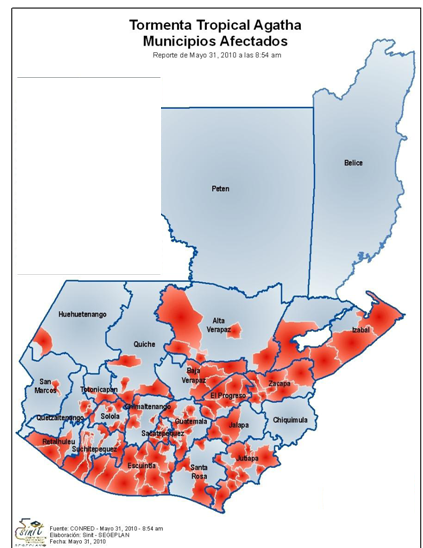 Tormenta Tropical Agatha
Municipios Afectados
Reporte de Mayo 31, 2010 a las 8:54 am
Belice
Peten
Huehuetenango
Alta
Verapaz
Izabal
Quiche
San
Marcos
Totonicapan
Baja
Verapaz
Zacapa
El Progreso
Quetzaltenango
Solola
Chimaltenango
Guatemala
Chiquimula
Jalapa
Sacatepequez
Retalhuleu
Suchitepequez
Escuintla
Santa
Rosa
Jutiapa
Sinit
SEGEPLAN
Fuente: CONRED - Mayo 31, 2010 - 8:54 am
Elaboración: Sinit - SEGEPLAN
Fecha: Mayo 31, 2010